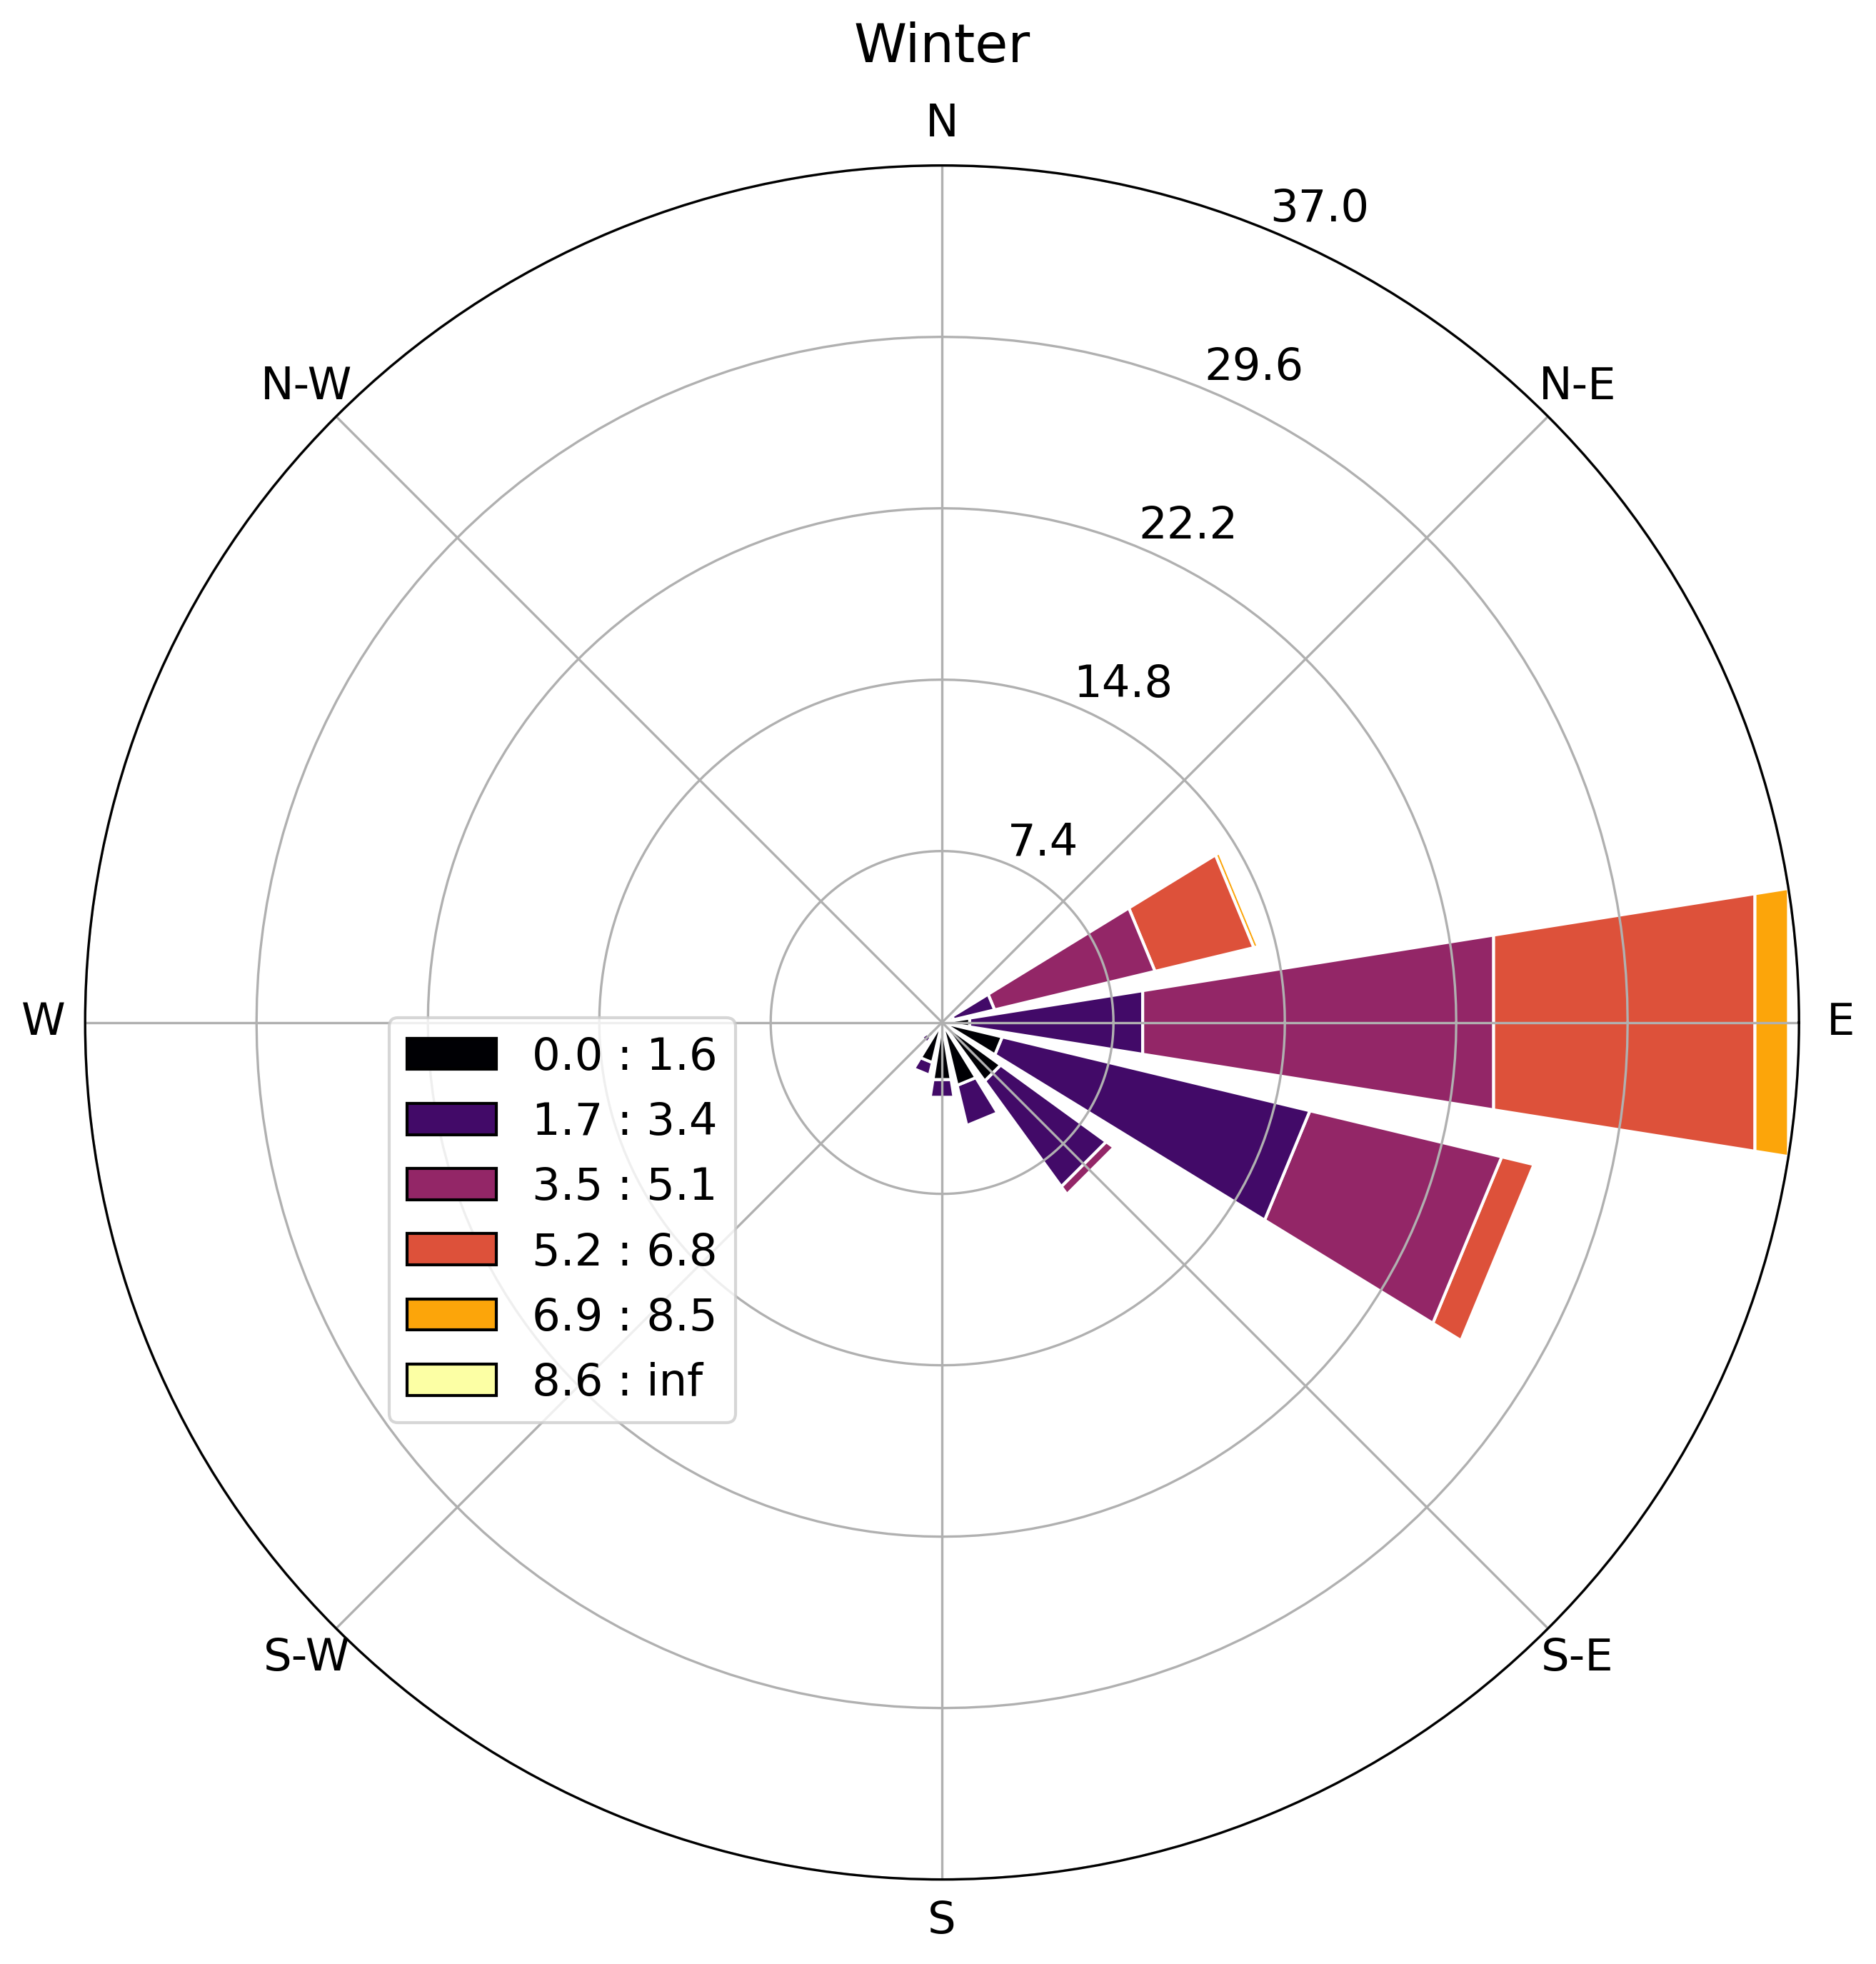 Winter
N
37.0
29.6
N-W
N-E
22.2
14.8
7.4
W
E
0.0 : 1.6
1.7 : 3.4
3.5 : 5.1
5.2 : 6.8
6.9 : 8.5
8.6 : inf
S-W
S-E
S